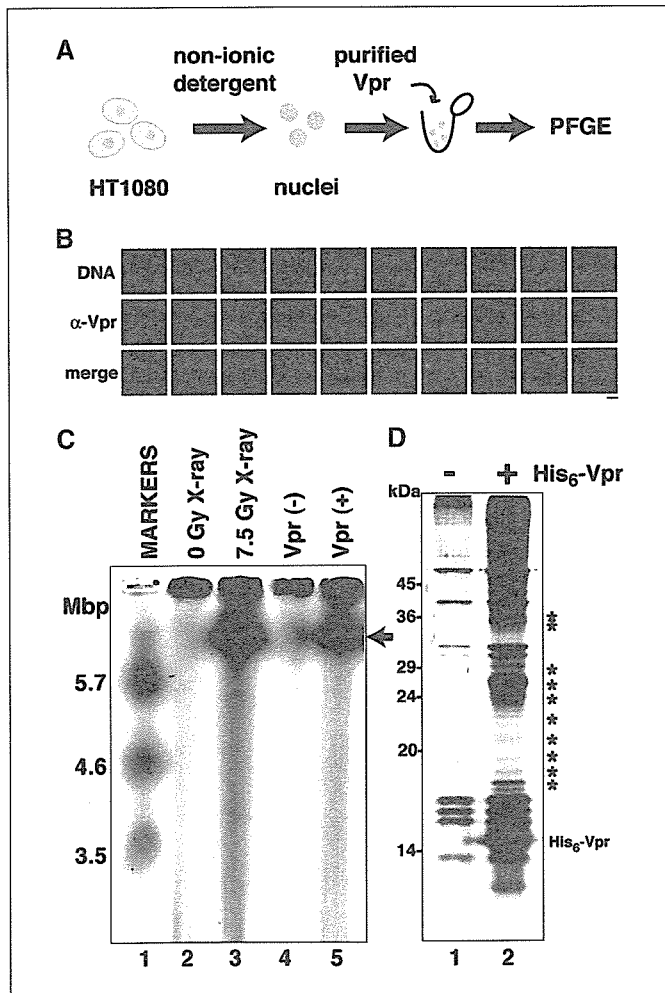 A
non-ionic detergent
purified Vpr
HT1080
nuclei
PFGE
B
DNA
α-Vpr
merge
C
MARKERS
0 Gy X-ray
7.5 Gy X-ray
Vpr (-)
Vpr (+)
Mbp
5.7
4.6
3.5
1 2 3 4 5
D
- + His6-Vpr
kDa
45
36
29
24
20
14
*
*
*
*
*
*
*
*
*
*
His6-Vpr
1 2